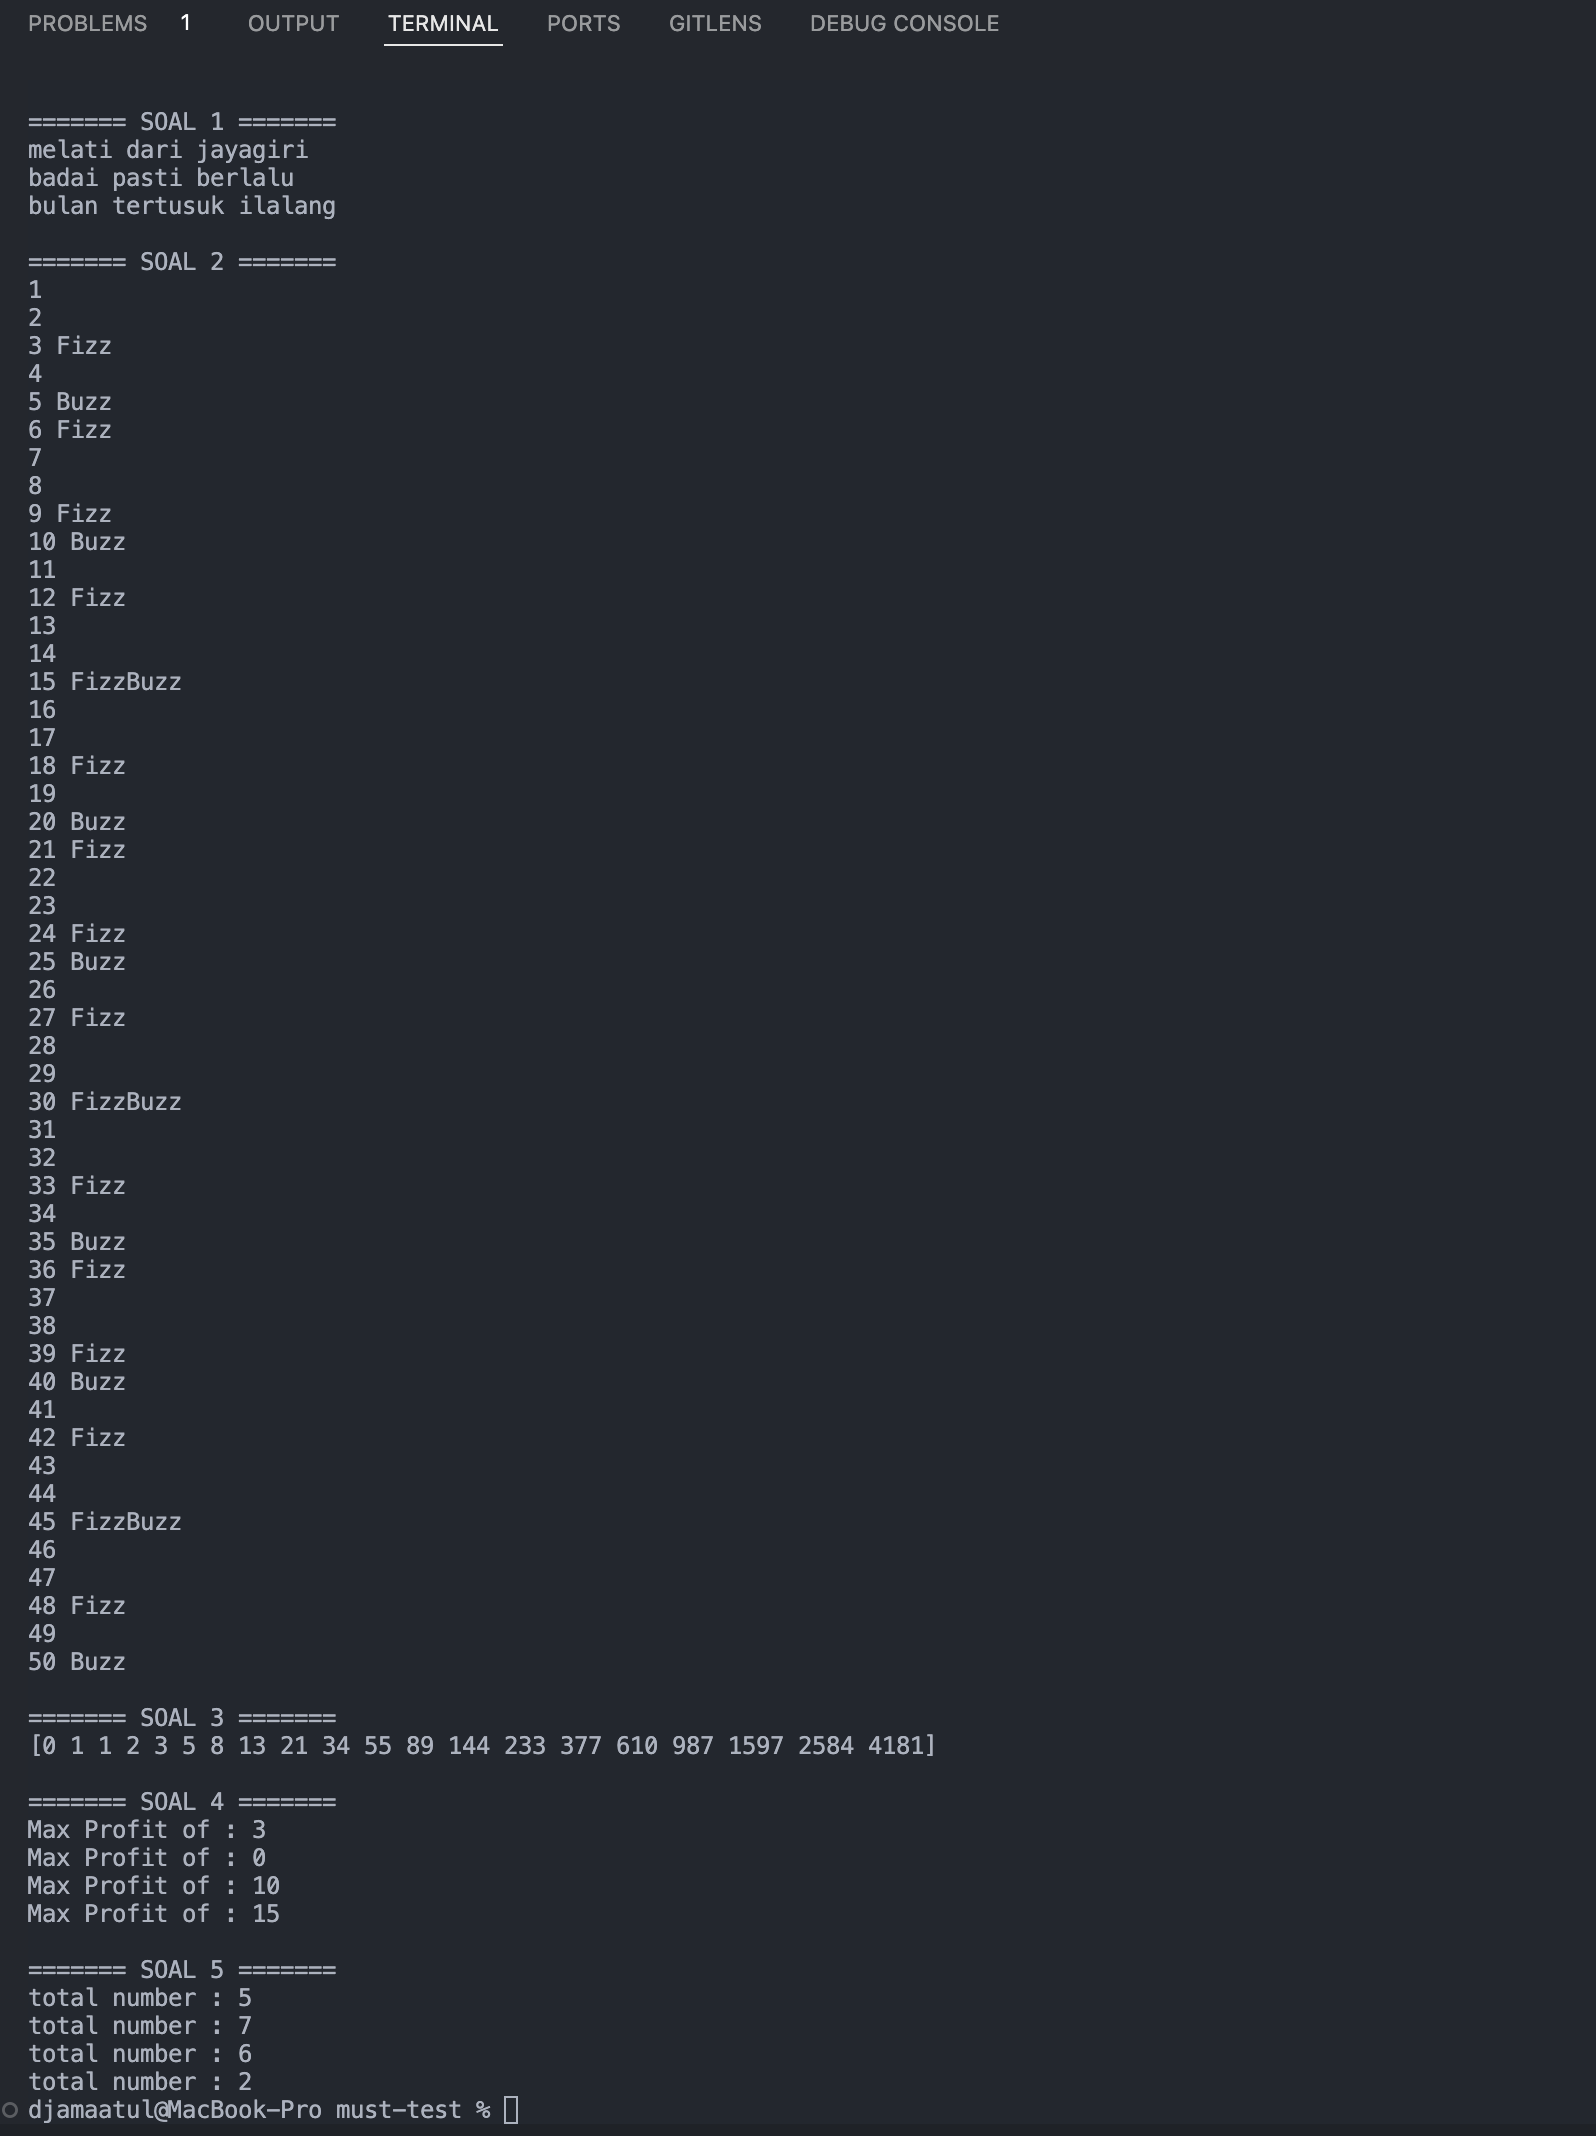 PROBLEMS 1 OUTPUT TERMINAL PORTS GITLENS DEBUG CONSOLE
======= SOAL 1 =======
melati dari jayagiri
badai pasti berlalu
bulan tertusuk ilalang
======= SOAL 2 =======
1
2
3 Fizz
4
5 Buzz
6 Fizz
7
8
9 Fizz
10 Buzz
11
12 Fizz
13
14
15 FizzBuzz
16
17
18 Fizz
19
20 Buzz
21 Fizz
22
23
24 Fizz
25 Buzz
26
27 Fizz
28
29
30 FizzBuzz
31
32
33 Fizz
34
35 Buzz
36 Fizz
37
38
39 Fizz
40 Buzz
41
42 Fizz
43
44
45 FizzBuzz
46
47
48 Fizz
49
50 Buzz
======= SOAL 3 =======
[0 1 1 2 3 5 8 13 21 34 55 89 144 233 377 610 987 1597 2584 4181]
======= SOAL 4 =======
Max Profit of : 3
Max Profit of : 0
Max Profit of : 10
Max Profit of : 15
======= SOAL 5 =======
total number : 5
total number : 7
total number : 6
total number : 2
djamaatul@MacBook-Pro must-test %